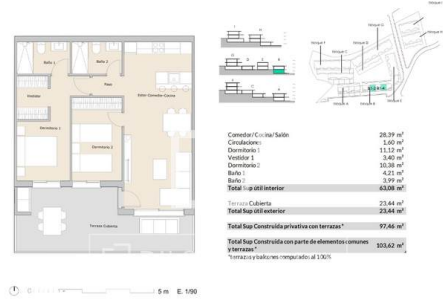 Baño 1
Baño 2
Paso
Vestidor
Estar-Comedor-Cocina
Dormitorio 1
Dormitorio 2
Terraza Cubierta
5 m E. 1/90
Comedor/Cocina/Salón 28,39 m²
Circulaciones 1,60 m²
Dormitorio 1 11,12 m²
Vestidor 1 3,40 m²
Dormitorio 2 10,38 m²
Baño 1 4,21 m²
Baño 2 3,99 m²
Total Sup útil interior 63,08 m²
Terraza Cubierta 23,44 m²
Total Sup útil exterior 23,44 m²
Total Sup Construida privativa con terrazas* 97,46 m²
Total Sup Construida con parte de elementos comunes
y terrazas* 103,62 m²
*terrazas y balcones computados al 100%